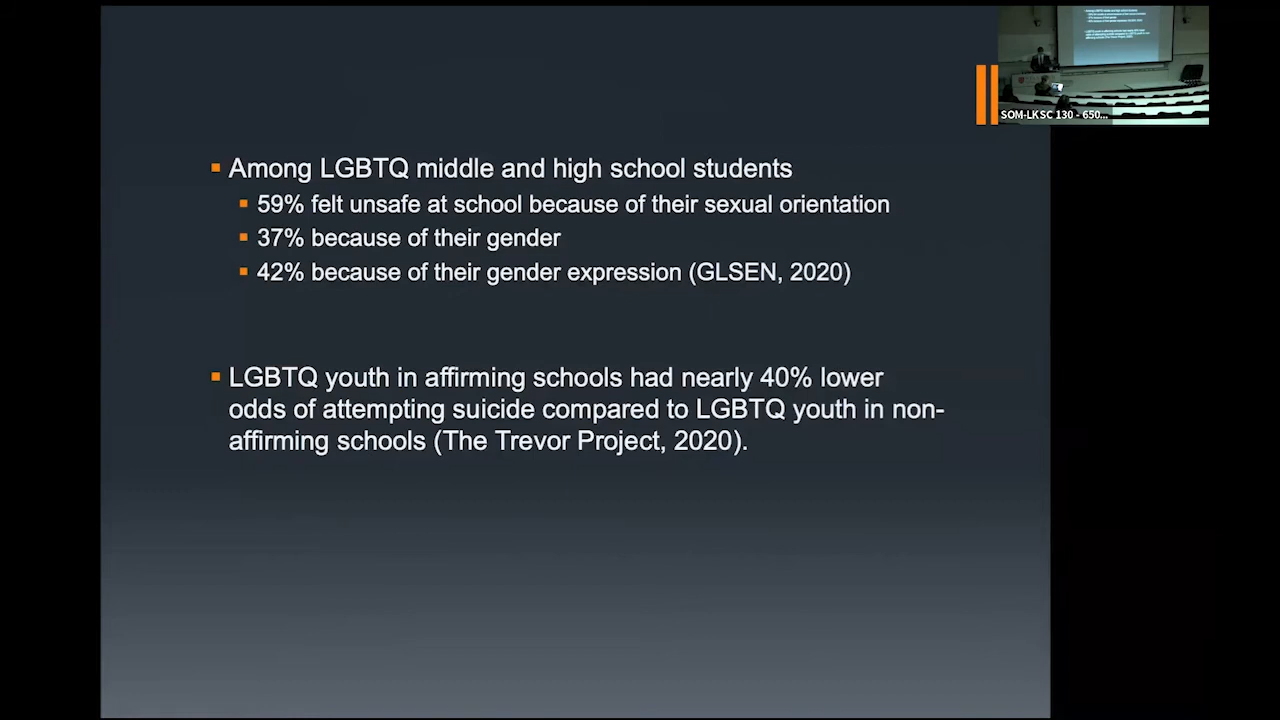 Among LGBTQ middle and high school students
59% felt unsafe at school because of their sexual orientation
37% because of their gender
42% because of their gender expression (GLSEN, 2020)
LGBTQ youth in affirming schools had nearly 40% lower
odds of attempting suicide compared to LGBTQ youth in non-
affirming schools (The Trevor Project, 2020).
SOM-LKSC 130 - 650...